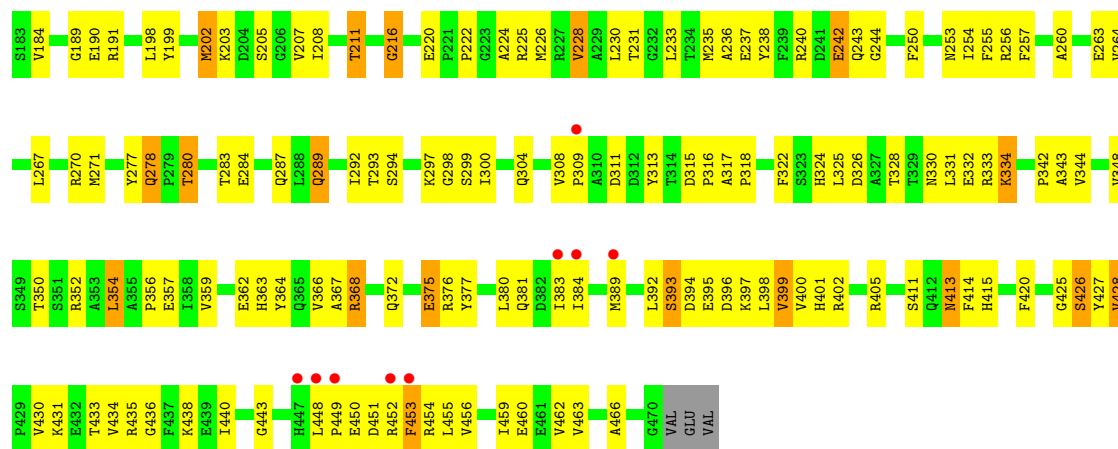 S183 V184 G189 E190 R191 L198 Y199 M202 K203 D204 S205 G206 V207 I208 T211 G216 E220 P221 P222 G223 A224 R225 M226 R227 V228 A229 L230 T231 G232 L233 T234 M235 A236 E237 Y238 F239 R240 D241 E242 Q243 G244 F250 N253 I254 F255 R256 F257 A260 E263 V264
L267 R270 M271 Y277 Q278 P279 T280 T283 E284 Q287 L288 Q289 I292 T293 S294 K297 G298 S299 I300 Q304 V308 P309 A310 D311 D312 Y313 T314 D315 P316 A317 P318 F322 S323 H324 L325 D326 A327 T328 T329 N330 L331 E332 R333 K334 P342 A343 V344 V348
S349 T350 S351 R352 A353 L354 A355 P356 E357 I358 V359 E362 H363 Y364 Q365 V366 A367 R368 Q372 E375 R376 Y377 L380 Q381 D382 I383 I384 M389 L392 S393 D394 E395 D396 K397 L398 V399 V400 H401 R402 R405 S411 Q412 N413 F414 H415 F420 G425 S426 Y427 V428
P429 V430 K431 E432 T433 V434 R435 G436 F437 K438 E439 I440 G443 H447 L448 P449 E450 D451 R452 F453 R454 L455 V456 I459 E460 E461 V462 V463 A466 G470 VAL GLU VAL